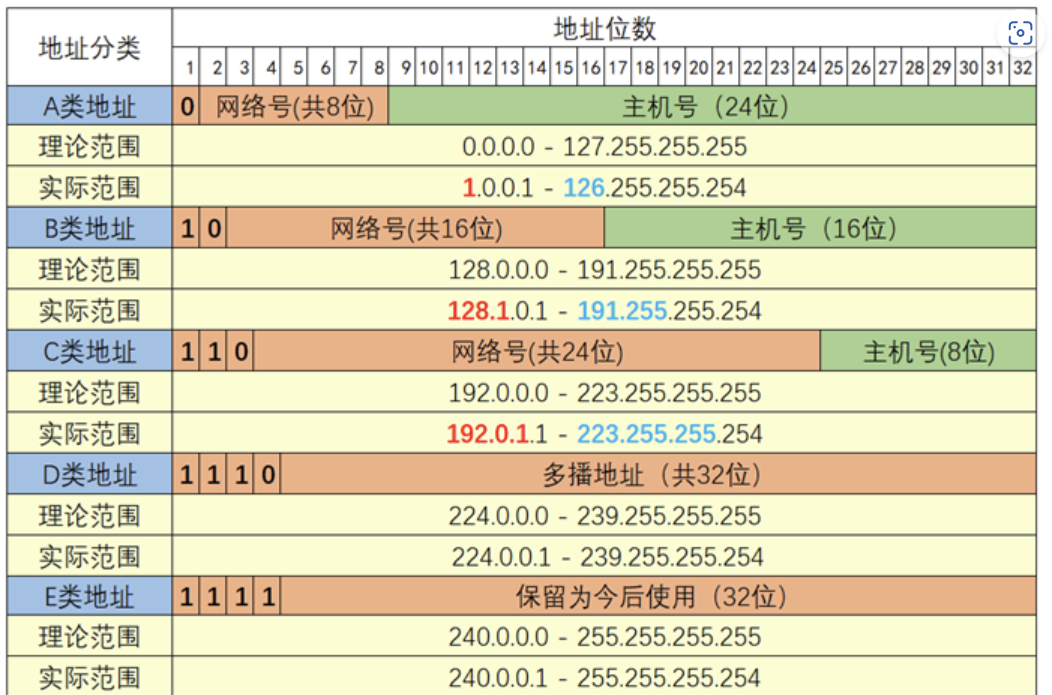 地址分类
地址位数
1 2 3 4 5 6 7 8 9 10 11 12 13 14 15 16 17 18 19 20 21 22 23 24 25 26 27 28 29 30 31 32
A类地址 0 网络号(共8位) 主机号（24位）
理论范围 0.0.0.0 - 127.255.255.255
实际范围 1.0.0.1 - 126.255.255.254
B类地址 1 0 网络号(共16位) 主机号（16位）
理论范围 128.0.0.0 - 191.255.255.255
实际范围 128.1.0.1 - 191.255.255.254
C类地址 1 1 0 网络号(共24位) 主机号(8位)
理论范围 192.0.0.0 - 223.255.255.255
实际范围 192.0.1.1 - 223.255.255.254
D类地址 1 1 1 0 多播地址（共32位）
理论范围 224.0.0.0 - 239.255.255.255
实际范围 224.0.0.1 - 239.255.255.254
E类地址 1 1 1 1 保留为今后使用（32位）
理论范围 240.0.0.0 - 255.255.255.255
实际范围 240.0.0.1 - 255.255.255.254